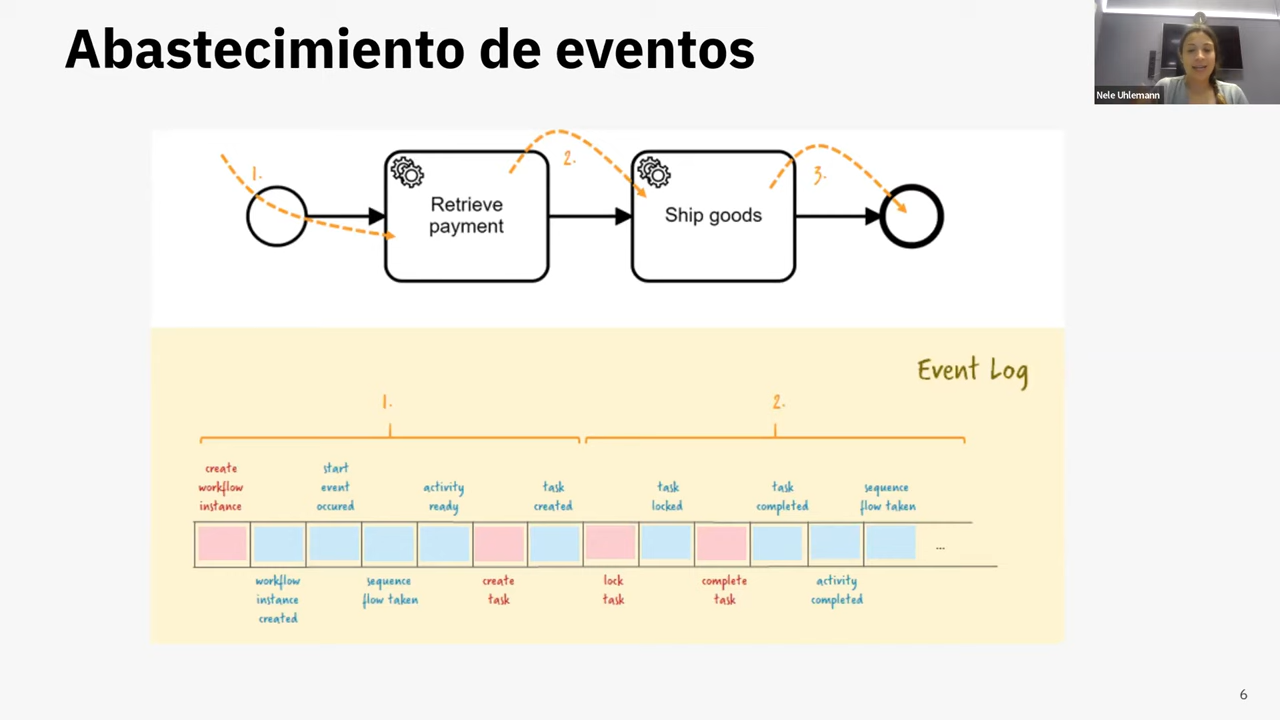 Abastecimiento de eventos
Nele Uhlemann
1.
2.
3.
Retrieve
payment
Ship goods
Event Log
1.
2.
create
workflow
instance
start
event
occured
activity
ready
task
created
task
locked
task
completed
sequence
flow taken
...
workflow
instance
created
sequence
flow taken
create
task
lock
task
complete
task
activity
completed
6